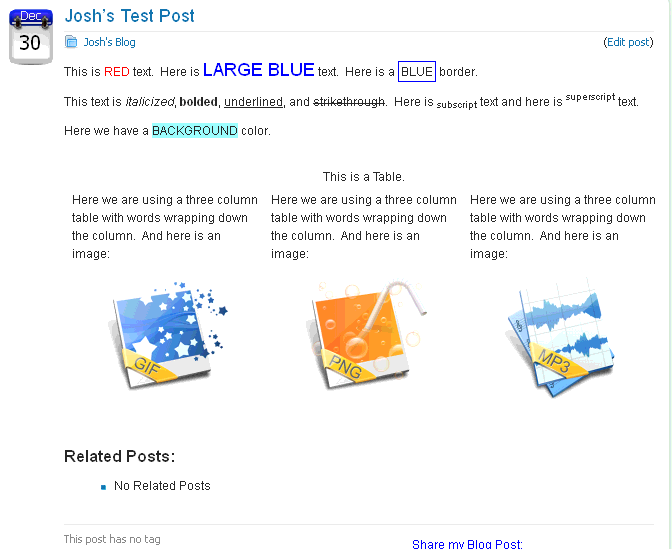 Dec
30
Josh's Test Post
Josh's Blog
(Edit post)
This is RED text. Here is LARGE BLUE text. Here is a BLUE border.
This text is italicized, bolded, underlined, and strikethrough. Here is subscript text and here is superscript text.
Here we have a BACKGROUND color.
This is a Table.
Here we are using a three column
table with words wrapping down
the column. And here is an
image:
Here we are using a three column
table with words wrapping down
the column. And here is an
image:
Here we are using a three column
table with words wrapping down
the column. And here is an
image:
GIF
PNG
MP3
Related Posts:
No Related Posts
This post has no tag
Share my Blog Post: